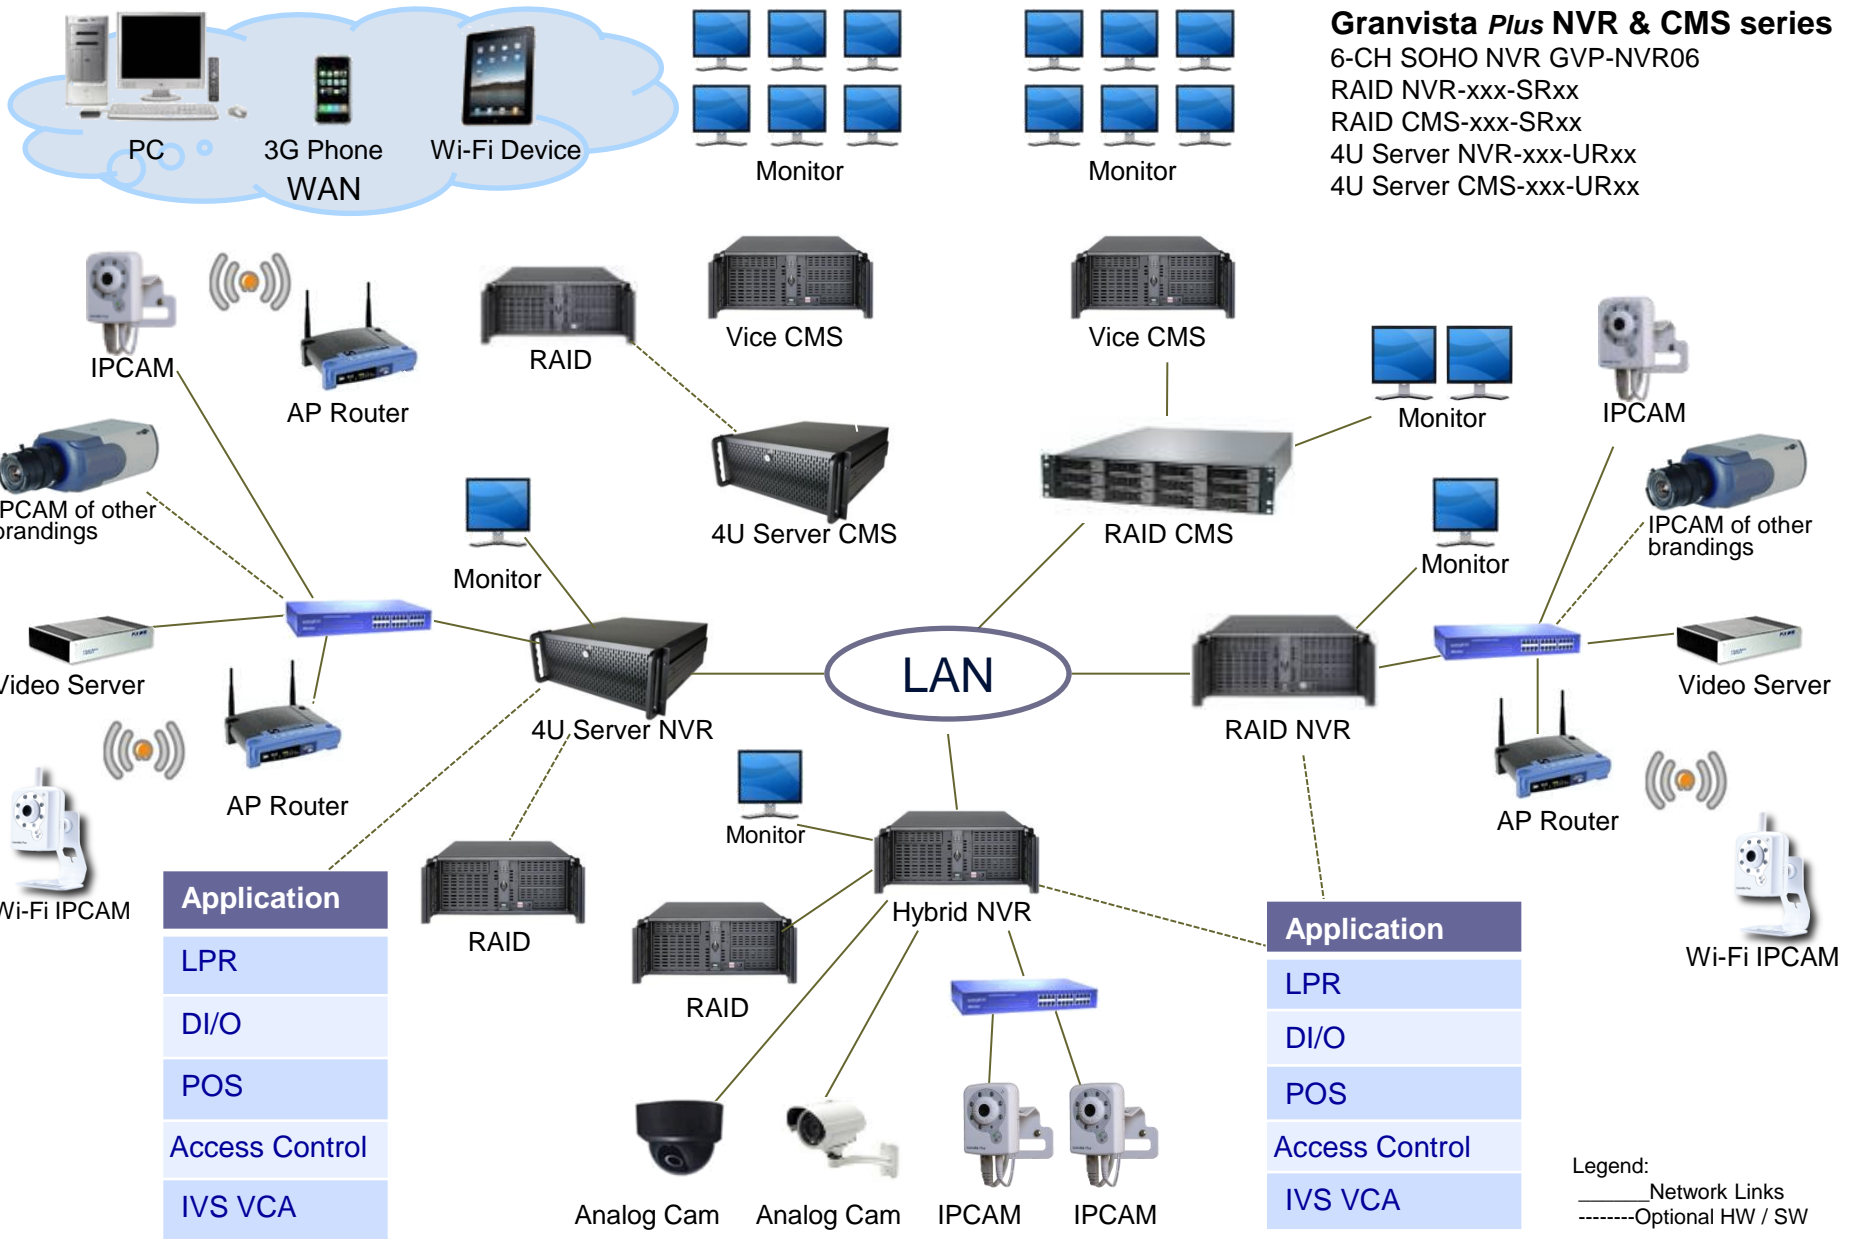 Granvista Plus NVR & CMS series
6-CH SOHO NVR GVP-NVR06
RAID NVR-xxx-SRxx
RAID CMS-xxx-SRxx
4U Server NVR-xxx-URxx
4U Server CMS-xxx-URxx
PC
3G Phone
Wi-Fi Device
WAN
Monitor
Monitor
IPCAM
AP Router
RAID
Vice CMS
Vice CMS
Monitor
IPCAM
PCAM of other
brandings
Monitor
4U Server CMS
RAID CMS
Monitor
IPCAM of other
brandings
Video Server
4U Server NVR
LAN
RAID NVR
Video Server
AP Router
Monitor
AP Router
Wi-Fi IPCAM
RAID
RAID
Hybrid NVR
Wi-Fi IPCAM
Application
LPR
DI/O
POS
Access Control
IVS VCA
Analog Cam
Analog Cam
IPCAM
IPCAM
Application
LPR
DI/O
POS
Access Control
IVS VCA
Legend:
______Network Links
--------Optional HW / SW